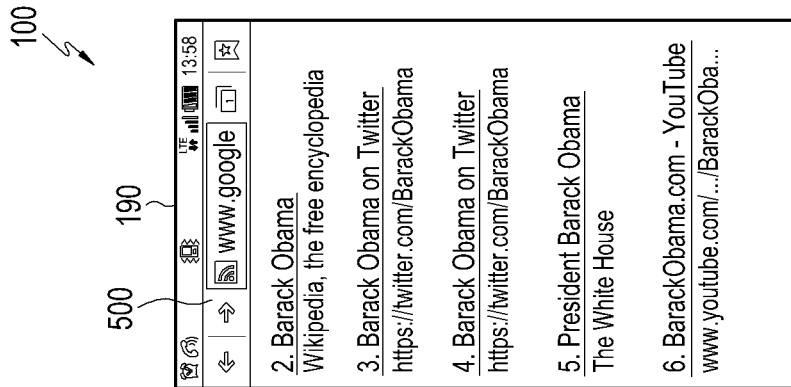 100
190
500
LTE
13:58
www.google
1
2. Barack Obama
Wikipedia, the free encyclopedia
3. Barack Obama on Twitter
https://twitter.com/BarackObama
4. Barack Obama on Twitter
https://twitter.com/BarackObama
5. President Barack Obama
The White House
6. BarackObama.com - YouTube
www.youtube.com/.../BarackOba...